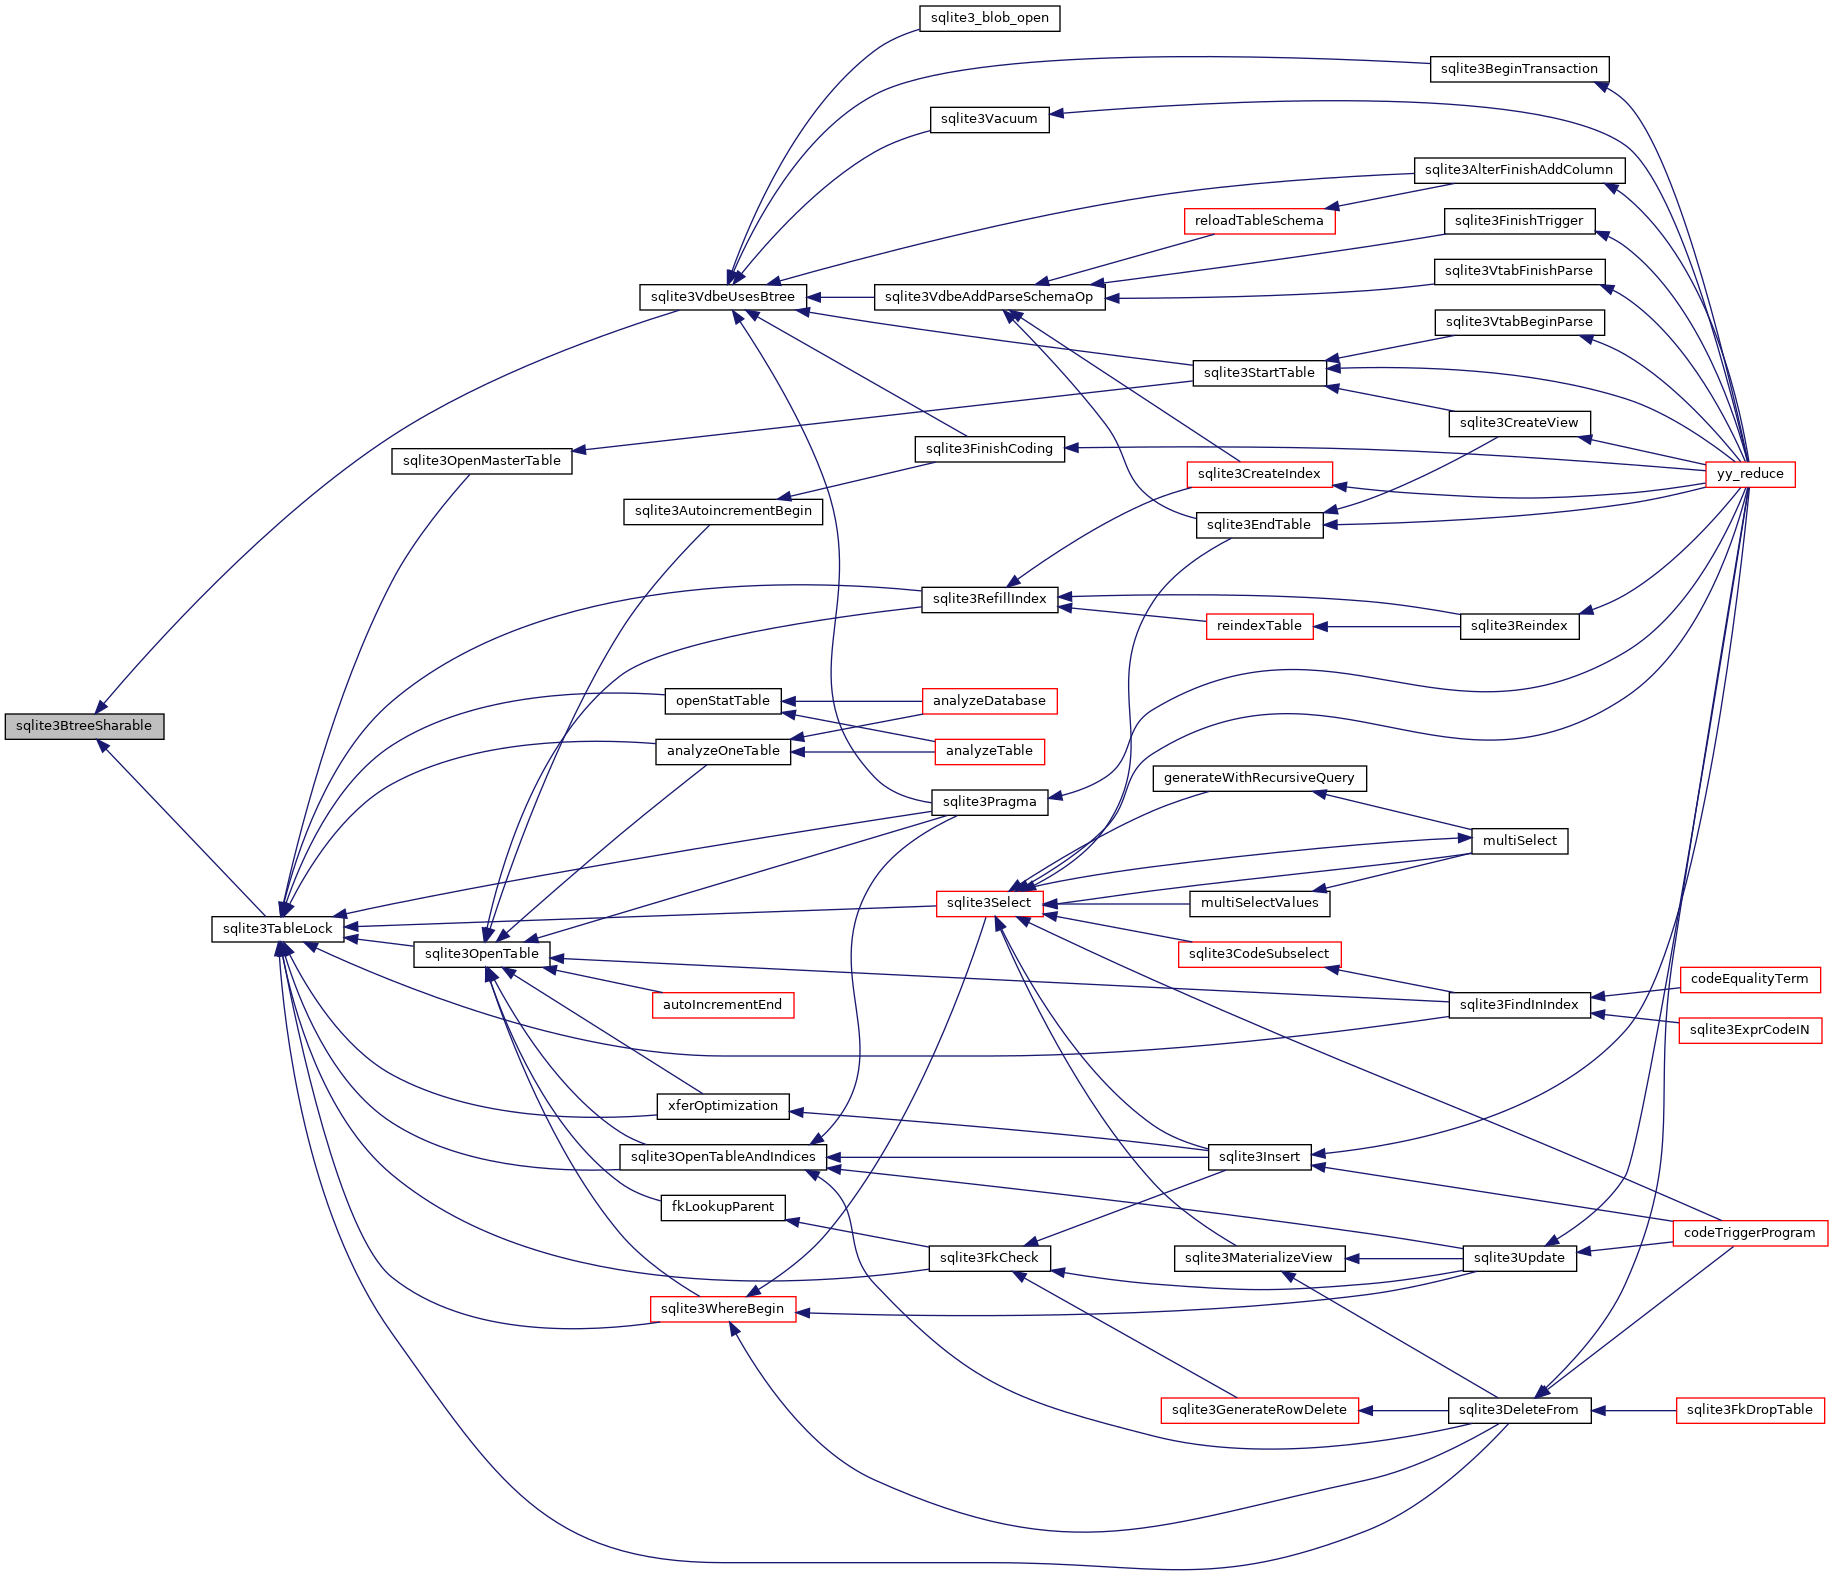 sqlite3_blob_open
sqlite3BeginTransaction
sqlite3Vacuum
sqlite3AlterFinishAddColumn
reloadTableSchema
sqlite3FinishTrigger
sqlite3VtabFinishParse
sqlite3VdbeUsesBtree
sqlite3VdbeAddParseSchemaOp
sqlite3VtabBeginParse
sqlite3StartTable
sqlite3CreateView
sqlite3FinishCoding
sqlite3OpenMasterTable
sqlite3CreateIndex
yy_reduce
sqlite3AutoincrementBegin
sqlite3EndTable
sqlite3RefillIndex
reindexTable
sqlite3Reindex
openStatTable
analyzeDatabase
sqlite3BtreeSharable
analyzeOneTable
analyzeTable
generateWithRecursiveQuery
sqlite3Pragma
multiSelect
sqlite3Select
multiSelectValues
sqlite3TableLock
sqlite3OpenTable
sqlite3CodeSubselect
codeEqualityTerm
autoIncrementEnd
sqlite3FindInIndex
sqlite3ExprCodeIN
xferOptimization
sqlite3OpenTableAndIndices
sqlite3Insert
fkLookupParent
codeTriggerProgram
sqlite3FkCheck
sqlite3MaterializeView
sqlite3Update
sqlite3WhereBegin
sqlite3GenerateRowDelete
sqlite3DeleteFrom
sqlite3FkDropTable